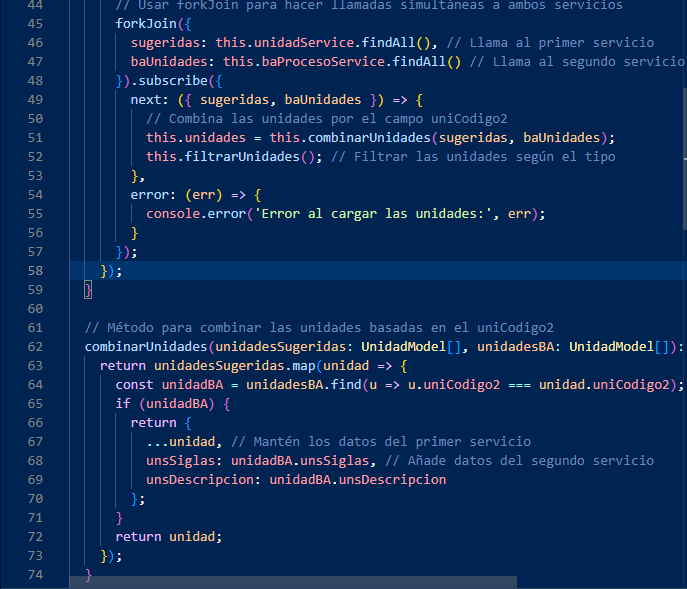 44 // Usar forkJoin para hacer llamadas simultáneas a ambos servicios
45 forkJoin({
46 sugeridas: this.unidadService.findAll(), // Llama al primer servicio
47 baUnidades: this.baProcesoService.findAll() // Llama al segundo servicio
48 }).subscribe({
49 next: ({ sugeridas, baUnidades }) => {
50 // Combina las unidades por el campo uniCodigo2
51 this.unidades = this.combinarUnidades(sugeridas, baUnidades);
52 this.filtrarUnidades(); // Filtrar las unidades según el tipo
53 },
54 error: (err) => {
55 console.error('Error al cargar las unidades:', err);
56 }
57 });
58 });
59 }
60
61 // Método para combinar las unidades basadas en el uniCodigo2
62 combinarUnidades(unidadesSugeridas: UnidadModel[], unidadesBA: UnidadModel[]):
63 return unidadesSugeridas.map(unidad => {
64 const unidadBA = unidadesBA.find(u => u.uniCodigo2 === unidad.uniCodigo2);
65 if (unidadBA) {
66 return {
67 ...unidad, // Mantén los datos del primer servicio
68 unsSiglas: unidadBA.unsSiglas, // Añade datos del segundo servicio
69 unsDescripcion: unidadBA.unsDescripcion
70 };
71 }
72 return unidad;
73 });
74 }